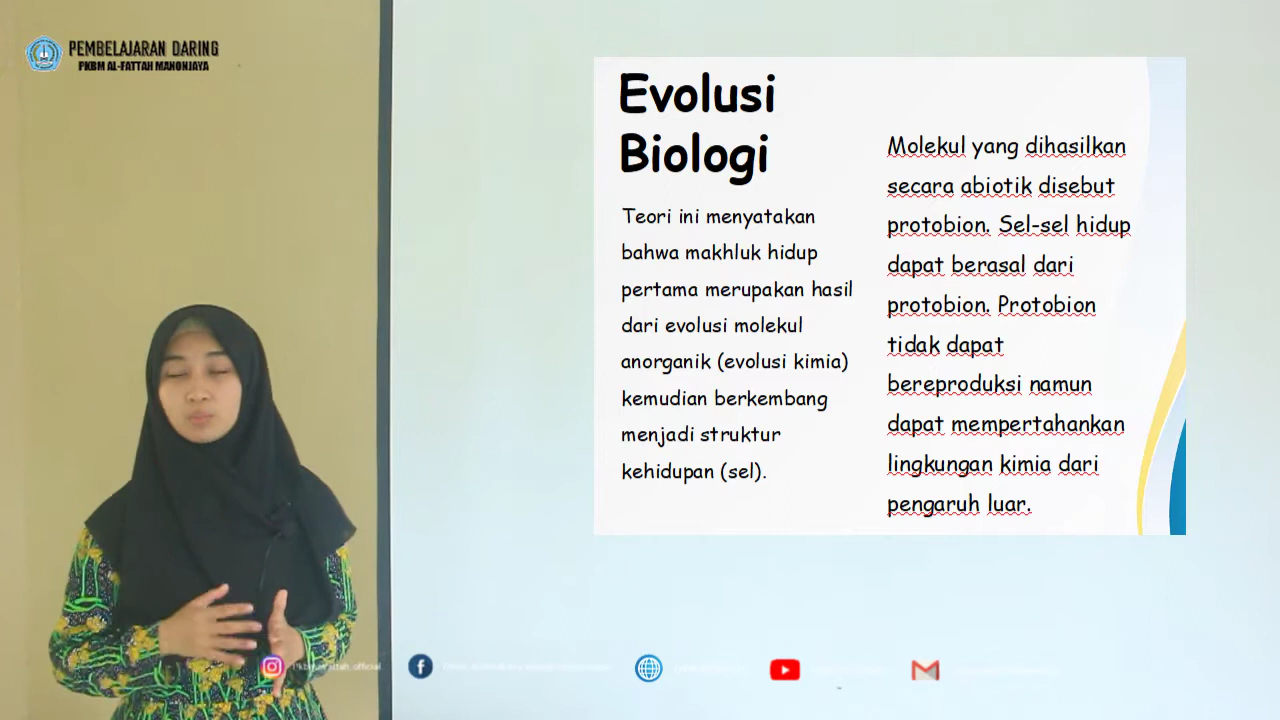 PEMBELAJARAN DARING
PKBM AL-FATTAH MANONJAYA
Evolusi
Biologi
Teori ini menyatakan
bahwa makhluk hidup
pertama merupakan hasil
dari evolusi molekul
anorganik (evolusi kimia)
kemudian berkembang
menjadi struktur
kehidupan (sel).
Molekul yang dihasilkan
secara abiotik disebut
protobion. Sel-sel hidup
dapat berasal dari
protobion. Protobion
tidak dapat
bereproduksi namun
dapat mempertahankan
lingkungan kimia dari
pengaruh luar.